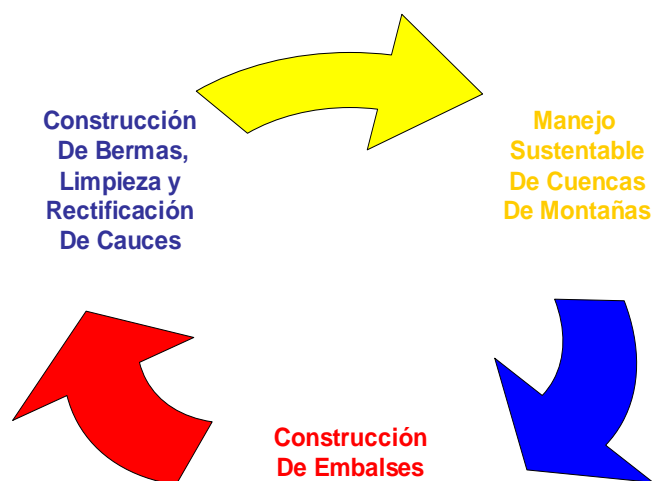 Construcción
De Bermas,
Limpieza y
Rectificación
De Cauces
Manejo
Sustentable
De Cuencas
De Montañas
Construcción
De Embalses